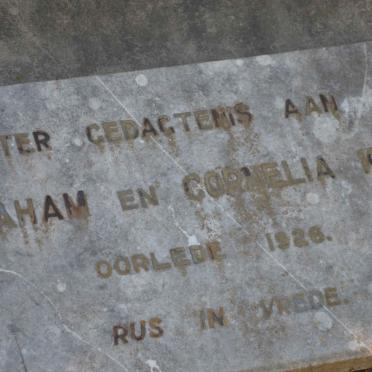 TER GEDAGTENIS AAN
AHAM EN CORNELIA
OORLEDE 1926.
RUS IN VREDE.